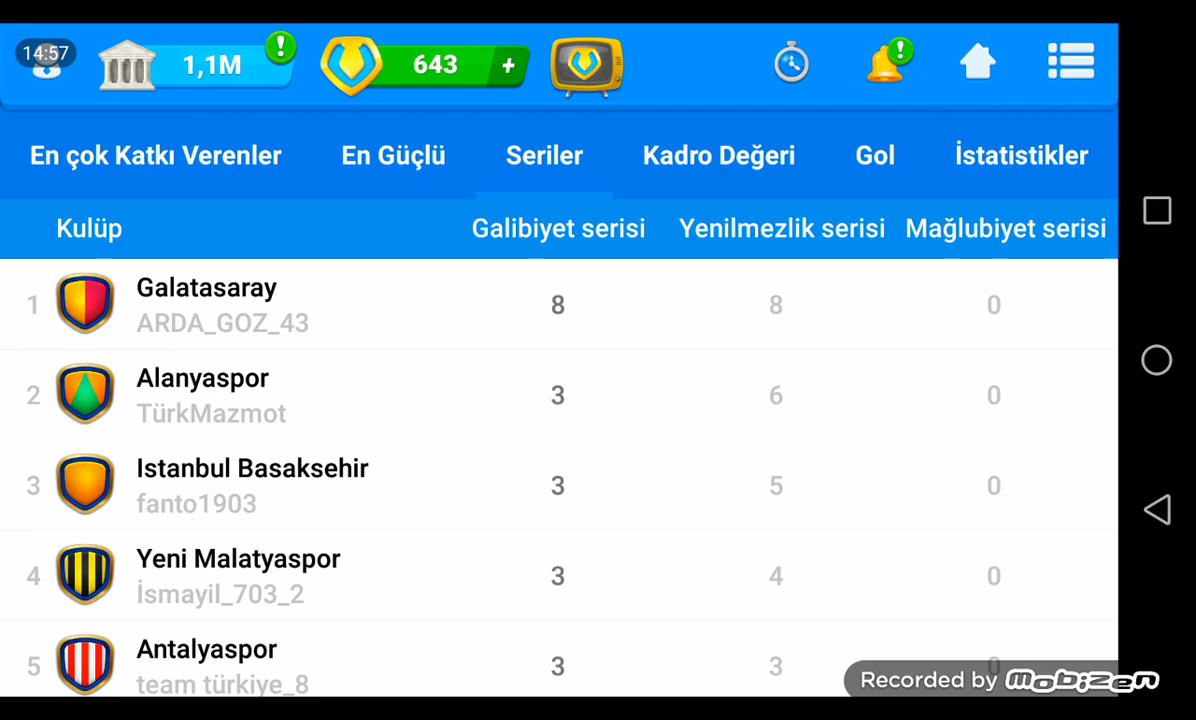 14:57 1,1M ! 643 + !
En çok Katkı Verenler En Güçlü Seriler Kadro Değeri Gol İstatistikler
Kulüp Galibiyet serisi Yenilmezlik serisi Mağlubiyet serisi
1 Galatasaray 8 8 0
ARDA_GOZ_43
2 Alanyaspor 3 6 0
TürkMazmot
3 Istanbul Basaksehir 3 5 0
fanto1903
4 Yeni Malatyaspor 3 4 0
İsmayil_703_2
5 Antalyaspor 3 3 0
team türkiye_8
Recorded by mobizen